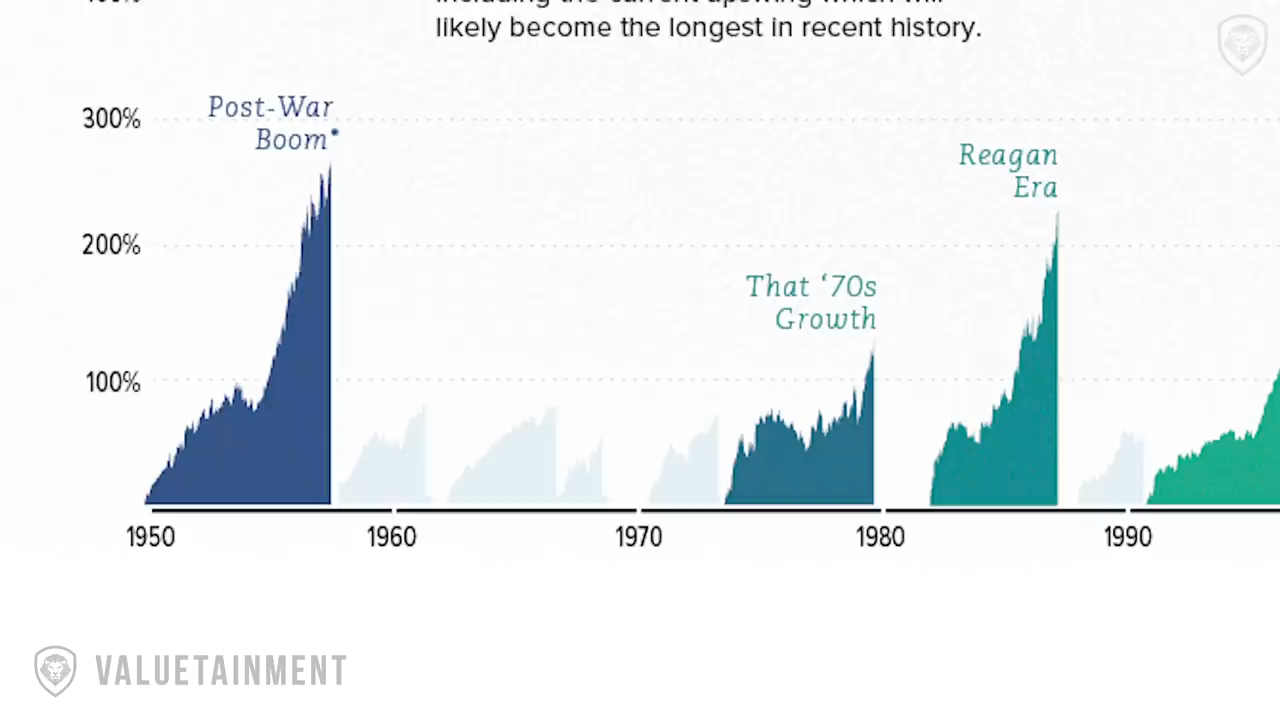 likely become the longest in recent history.
300%
Post-War
Boom*
Reagan
Era
200%
That ‘70s
Growth
100%
1950
1960
1970
1980
1990
VALUETAINMENT